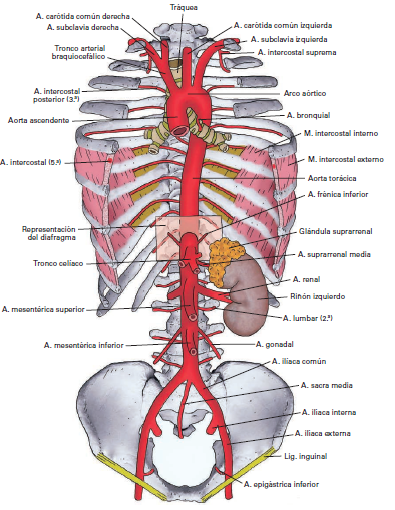 Tráquea
A. carótida común derecha
A. subclavia derecha
Tronco arterial
braquiocefálico
A. intercostal
posterior (3.ª)
Aorta ascendente
A. intercostal (5.ª)
Representación
del diafragma
Tronco celíaco
A. mesentérica superior
A. mesentérica inferior
A. carótida común izquierda
A. subclavia izquierda
A. intercostal suprema
Arco aórtico
A. bronquial
M. intercostal interno
M. intercostal externo
Aorta torácica
A. frénica inferior
Glándula suprarrenal
A. suprarrenal media
A. renal
Riñón izquierdo
A. lumbar (2.ª)
A. gonadal
A. ilíaca común
A. sacra media
A. ilíaca interna
A. ilíaca externa
Lig. inguinal
A. epigástrica inferior